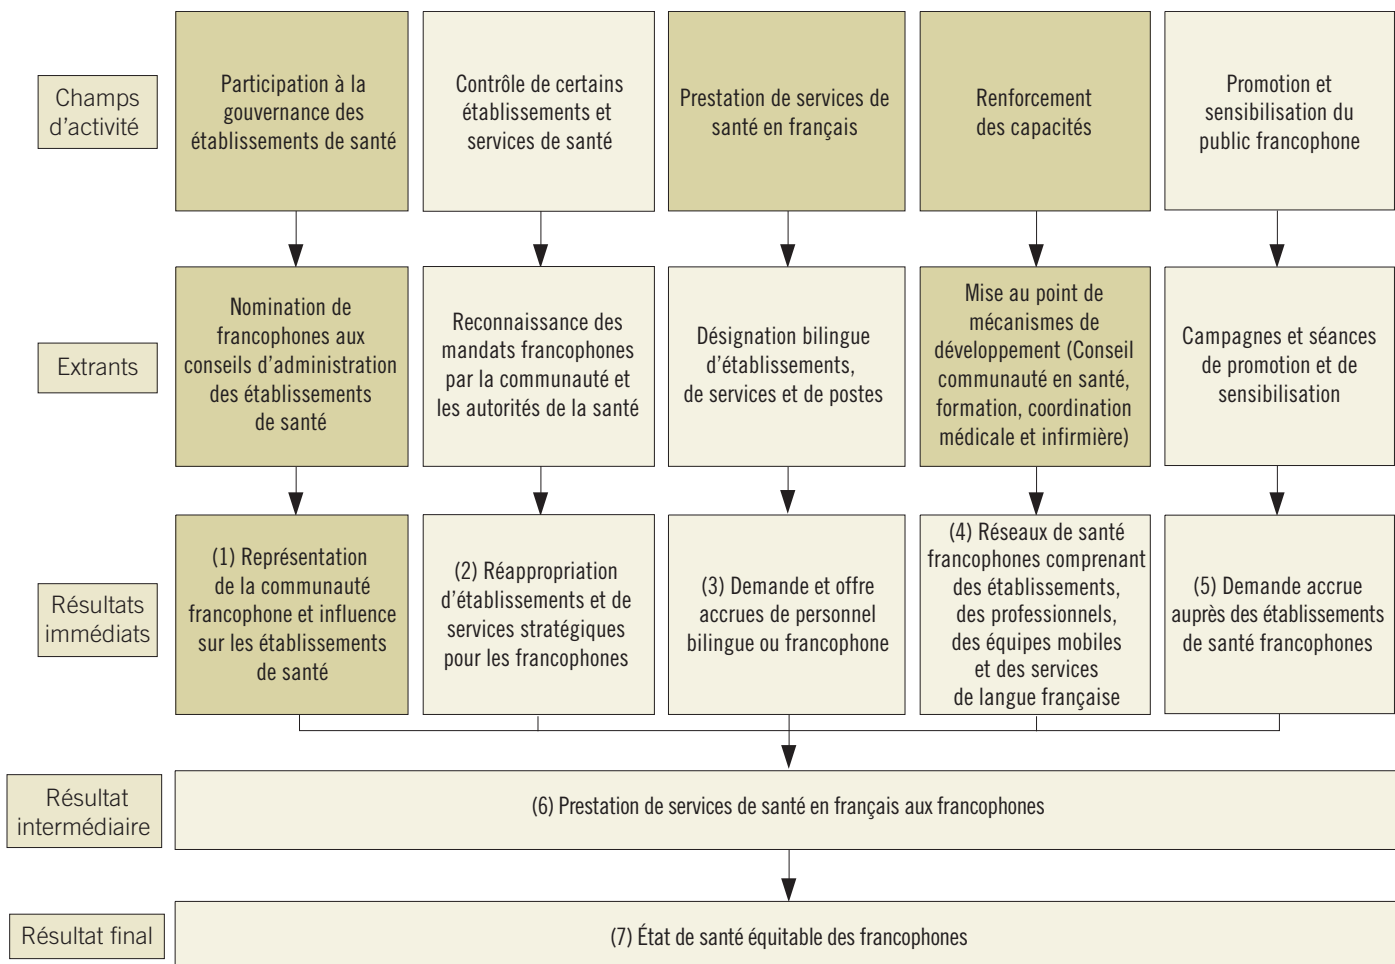 Champs
d'activité
Participation à la
gouvernance des
établissements de santé
Contrôle de certains
établissements et
services de santé
Prestation de services de
santé en français
Renforcement
des capacités
Promotion et
sensibilisation du
public francophone
Extrants
Nomination de
francophones aux
conseils d'administration
des établissements
de santé
Reconnaissance des
mandats francophones
par la communauté et
les autorités de la santé
Désignation bilingue
d'établissements,
de services et de postes
Mise au point de
mécanismes de
développement (Conseil
communauté en santé,
formation, coordination
médicale et infirmière)
Campagnes et séances
de promotion et de
sensibilisation
Résultats
immédiats
(1) Représentation
de la communauté
francophone et influence
sur les établissements
de santé
(2) Réappropriation
d'établissements et de
services stratégiques
pour les francophones
(3) Demande et offre
accrues de personnel
bilingue ou francophone
(4) Réseaux de santé
francophones comprenant
des établissements,
des professionnels,
des équipes mobiles
et des services
de langue française
(5) Demande accrue
auprès des établissements
de santé francophones
Résultat
intermédiaire
(6) Prestation de services de santé en français aux francophones
Résultat final
(7) État de santé équitable des francophones